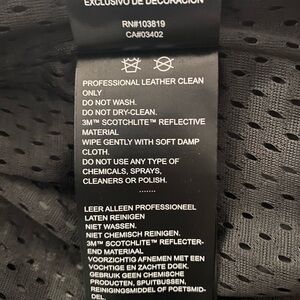 EXCLUSIVO DE DECORACIÓN
RN#103819
CA#03402
PROFESSIONAL LEATHER CLEAN
ONLY
DO NOT WASH.
DO NOT DRY-CLEAN.
3M™ SCOTCHLITE™ REFLECTIVE
MATERIAL
WIPE GENTLY WITH SOFT DAMP
CLOTH.
DO NOT USE ANY TYPE OF
CHEMICALS, SPRAYS,
CLEANERS OR POLISH.
.......
LEER ALLEEN PROFESSIONEEL
LATEN REINIGEN
NIET WASSEN.
NIET CHEMISCH REINIGEN.
3M™ SCOTCHLITE™ REFLECTER-
END MATERIAAL
VOORZICHTIG AFNEMEN MET EEN
VOCHTIGE EN ZACHTE DOEK.
GEBRUIK GEEN CHEMISCHE
PRODUCTEN, SPUITBUSSEN,
REINIGINGSMIDDEL OF POETSMID-
DEL.